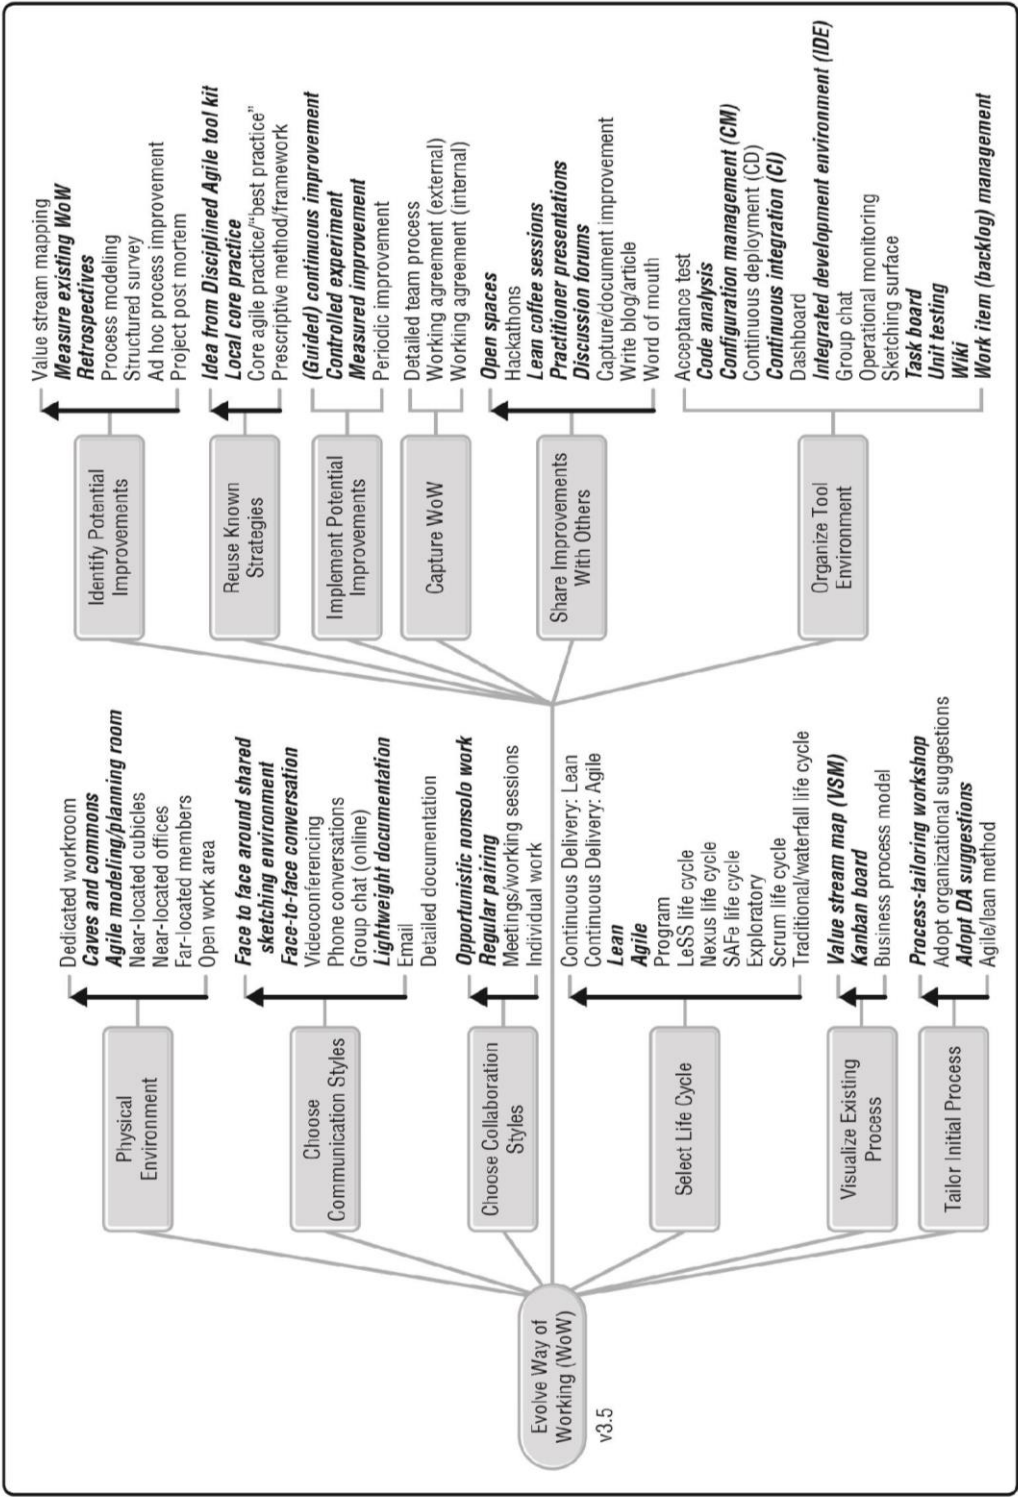 Evolve Way of
Working (WoW)
v3.5
Physical
Environment
Dedicated workroom
Caves and commons
Agile modeling/planning room
Near-located cubicles
Near-located offices
Far-located members
Open work area
Choose
Communication Styles
Face to face around shared
sketching environment
Face-to-face conversation
Videoconferencing
Phone conversations
Group chat (online)
Lightweight documentation
Email
Detailed documentation
Choose Collaboration
Styles
Opportunistic nonsolo work
Regular pairing
Meetings/working sessions
Individual work
Select Life Cycle
Continuous Delivery: Lean
Continuous Delivery: Agile
Lean
Agile
Program
LeSS life cycle
Nexus life cycle
SAFe life cycle
Exploratory
Scrum life cycle
Traditional/waterfall life cycle
Visualize Existing
Process
Value stream map (VSM)
Kanban board
Business process model
Tailor Initial Process
Process-tailoring workshop
Adopt organizational suggestions
Adopt DA suggestions
Agile/lean method
Identify Potential
Improvements
Value stream mapping
Measure existing WoW
Retrospectives
Process modeling
Structured survey
Ad hoc process improvement
Project post mortem
Reuse Known
Strategies
Idea from Disciplined Agile tool kit
Local core practice
Core agile practice/“best practice”
Prescriptive method/framework
Implement Potential
Improvements
(Guided) continuous improvement
Controlled experiment
Measured improvement
Periodic improvement
Capture WoW
Detailed team process
Working agreement (external)
Working agreement (internal)
Share Improvements
With Others
Open spaces
Hackathons
Lean coffee sessions
Practitioner presentations
Discussion forums
Capture/document improvement
Write blog/article
Word of mouth
Organize Tool
Environment
Acceptance test
Code analysis
Configuration management (CM)
Continuous deployment (CD)
Continuous integration (CI)
Dashboard
Integrated development environment (IDE)
Group chat
Operational monitoring
Sketching surface
Task board
Unit testing
Wiki
Work item (backlog) management